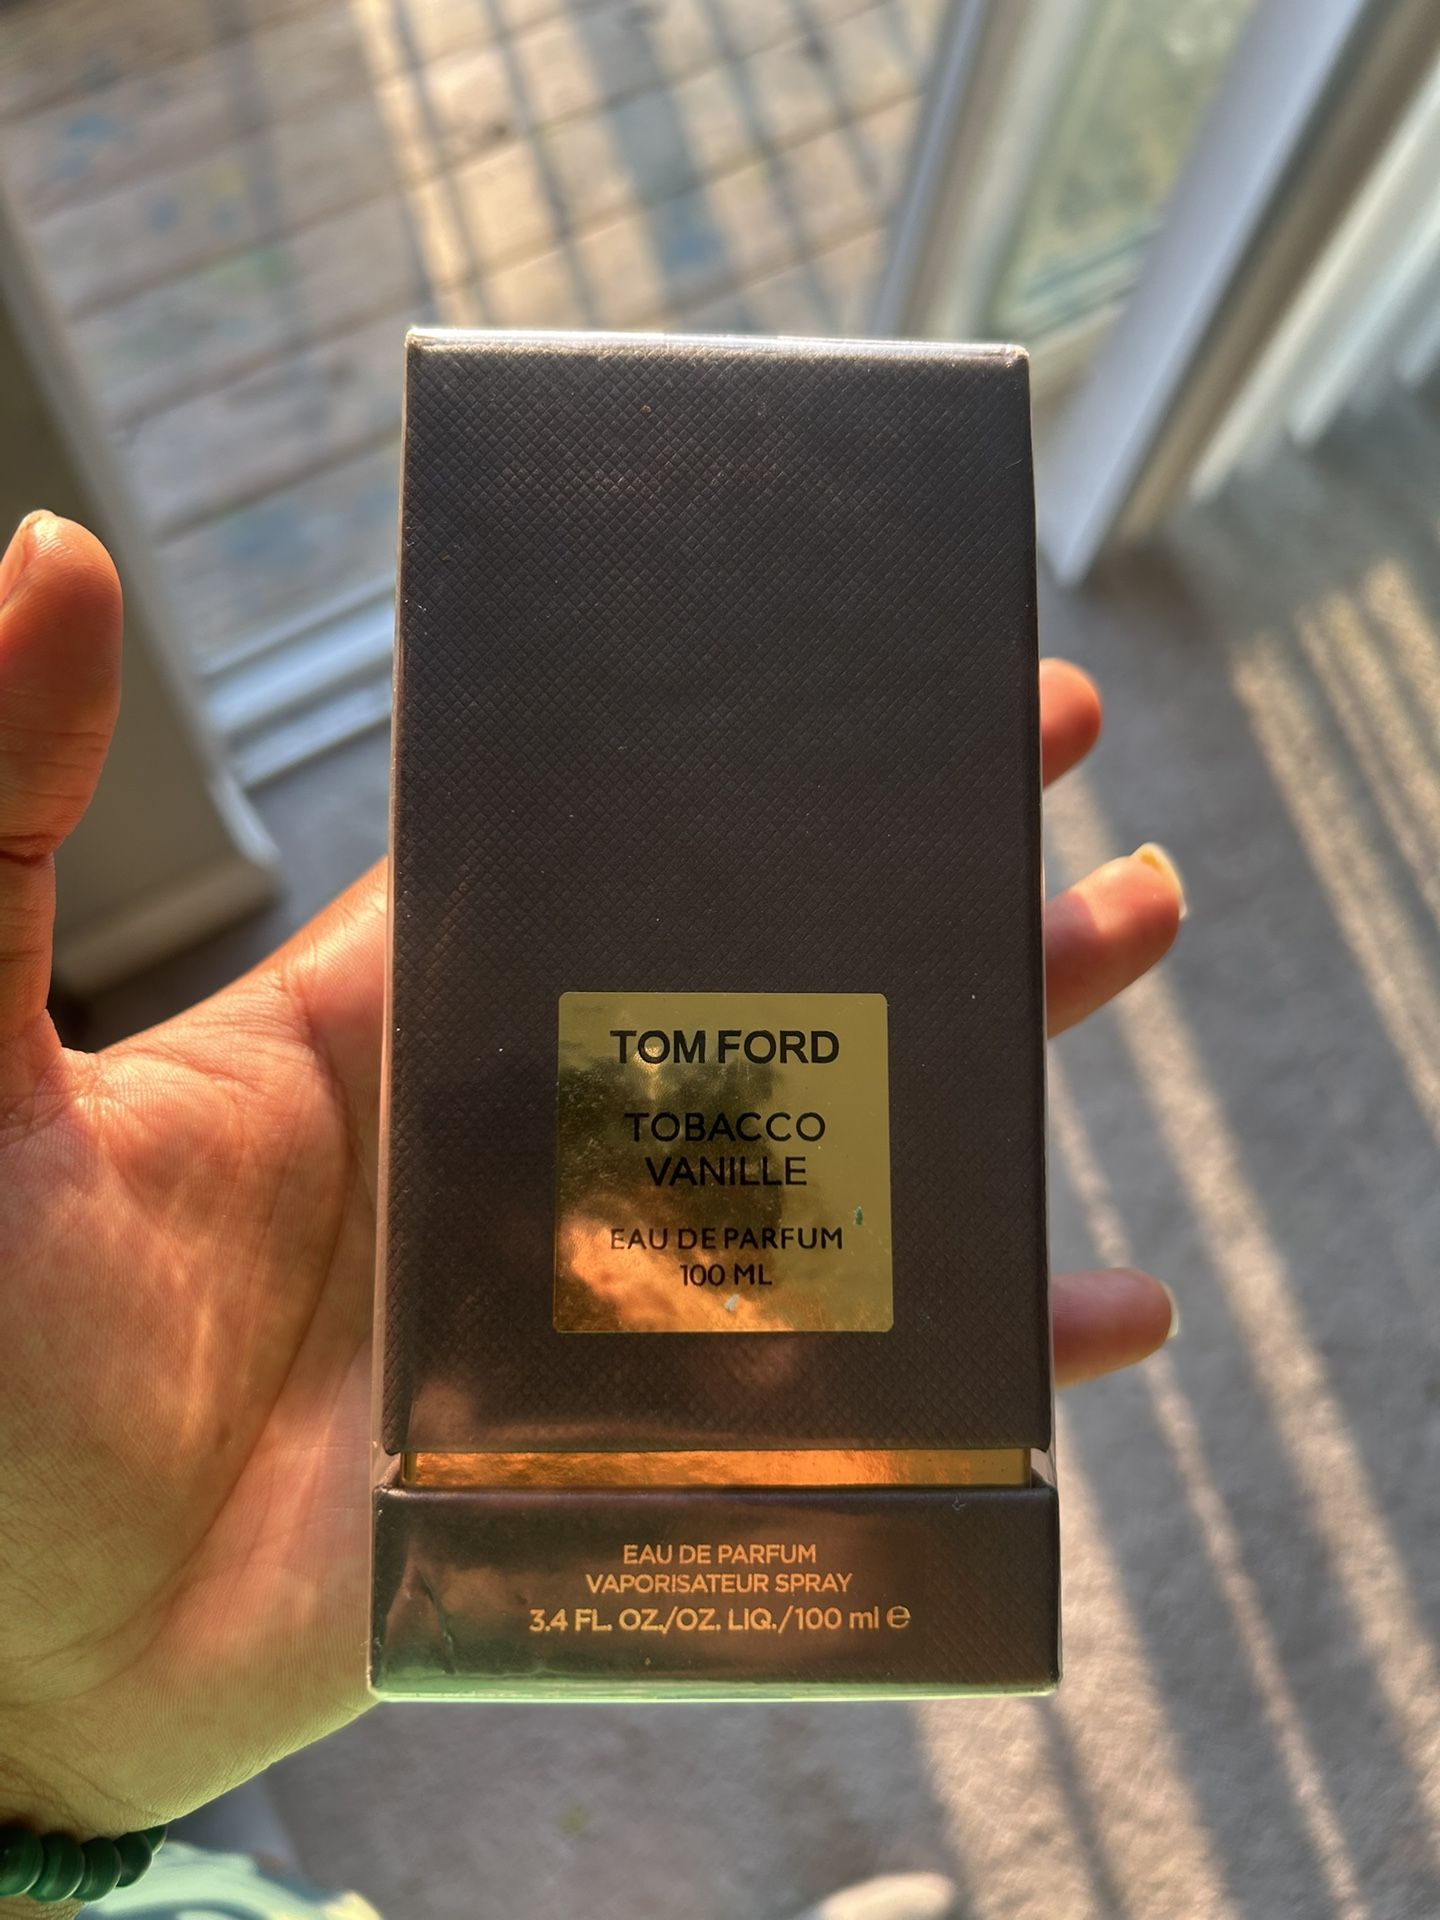 TOM FORD
TOBACCO
VANILLE
EAU DE PARFUM
100 ML
EAU DE PARFUM
VAPORISATEUR SPRAY
3.4 FL. OZ./OZ. LIQ./100 ml ℮